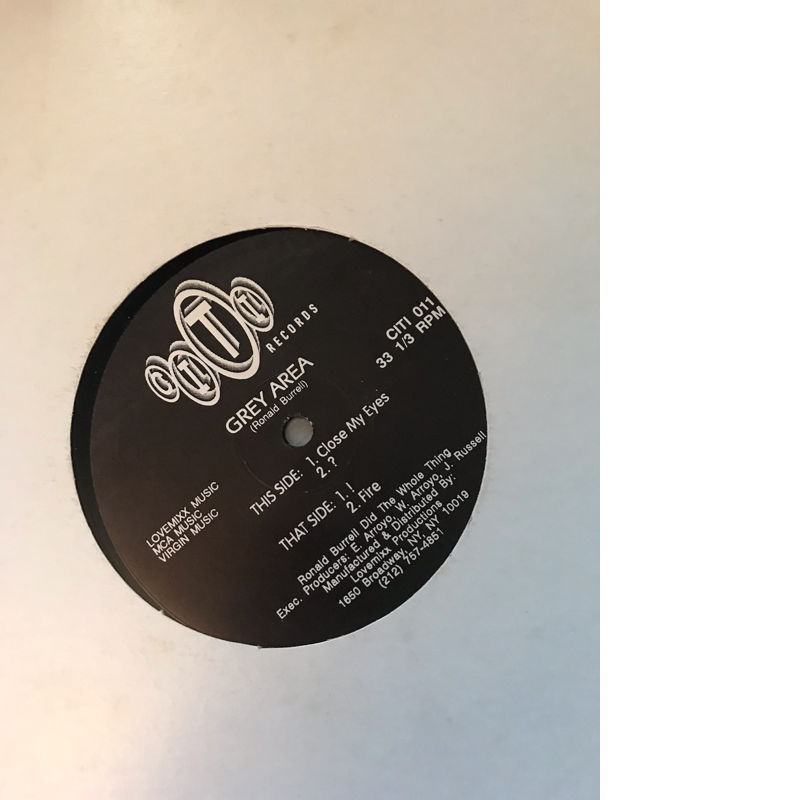 CITI
RECORDS
CITI 011
33 1/3 RPM
GREY AREA
(Ronald Burrell)
THIS SIDE: 1. Close My Eyes
2. ?
THAT SIDE: 1. !
2. Fire
LOVEMIXX MUSIC
MCA MUSIC
VIRGIN MUSIC
Ronald Burrell Did The Whole Thing
Exec. Producers: E. Arroyo, W. Arroyo, J. Russell
Manufactured & Distributed By:
Lovemixx Productions
1650 Broadway, NY, NY 10019
(212) 757-4851